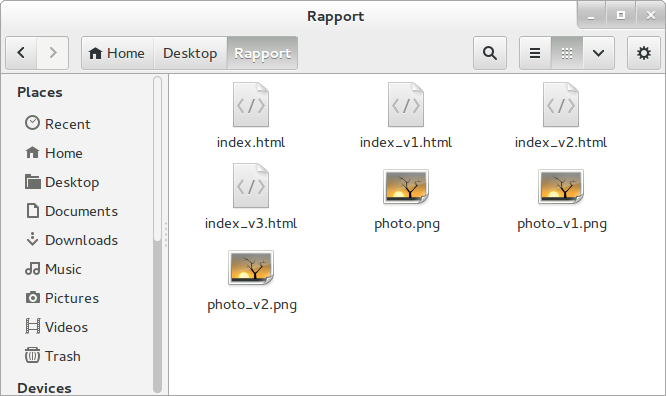 Rapport
Home
Desktop
Rapport
Places
Recent
Home
Desktop
Documents
Downloads
Music
Pictures
Videos
Trash
Devices
index.html
index_v1.html
index_v2.html
index_v3.html
photo.png
photo_v1.png
photo_v2.png